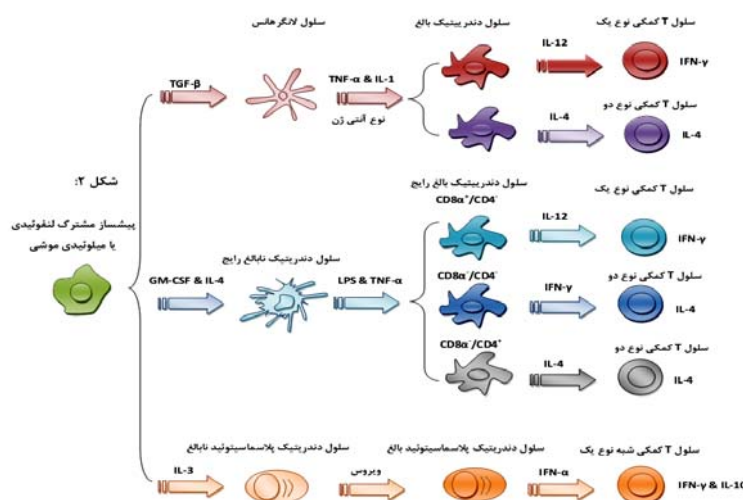 سلول لانگرهانس
سلول دندریتیک بالغ
سلول T کمکی نوع یک
TGF-β
TNF-α & IL-1
IL-12
IFN-γ
نوع آنتی ژن
سلول T کمکی نوع دو
IL-4
IL-4
شکل ۲:
پیشساز مشترک لنفوئیدی
یا میلوئیدی موشی
سلول دندریتیک بالغ رایج
سلول T کمکی نوع یک
CD8α⁺/CD4⁻
IL-12
IFN-γ
سلول دندریتیک نابالغ رایج
GM-CSF & IL-4
LPS & TNF-α
سلول T کمکی نوع دو
CD8α⁻/CD4⁻
IFN-γ
IL-4
سلول T کمکی نوع دو
CD8α⁻/CD4⁺
IL-4
IL-4
سلول دندریتیک پلاسماسیتوئید نابالغ
سلول دندریتیک پلاسماسیتوئید بالغ
سلول T کمکی شبه نوع یک
IL-3
ویروس
IFN-α
IFN-γ & IL-10